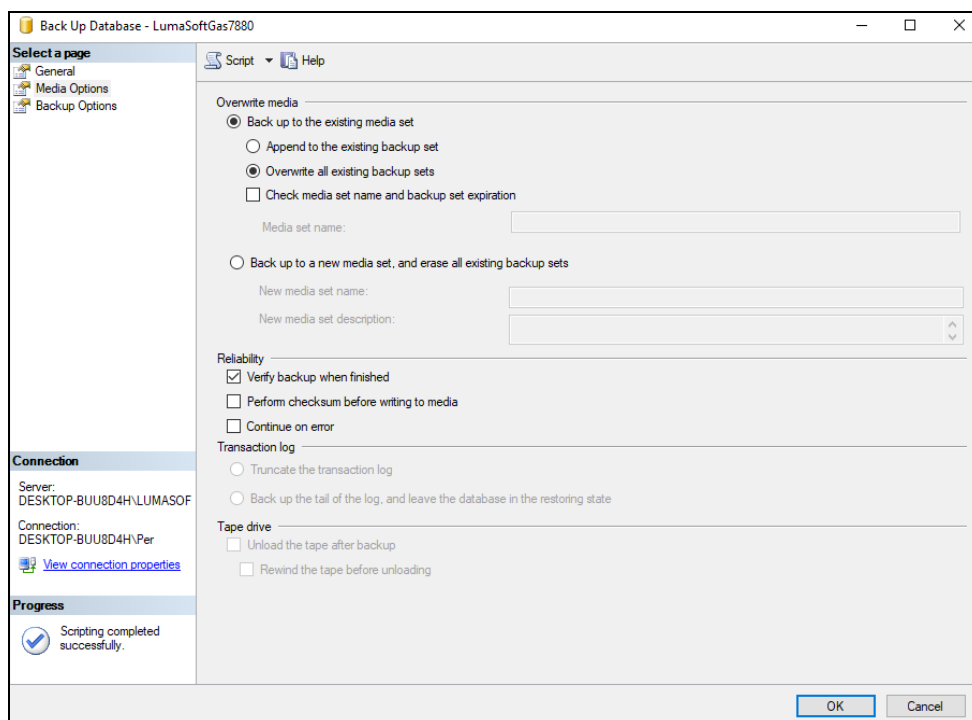 Back Up Database - LumaSoftGas7880
Select a page
General
Media Options
Backup Options
Script
Help
Overwrite media
Back up to the existing media set
Append to the existing backup set
Overwrite all existing backup sets
Check media set name and backup set expiration
Media set name:
Back up to a new media set, and erase all existing backup sets
New media set name:
New media set description:
Reliability
Verify backup when finished
Perform checksum before writing to media
Continue on error
Transaction log
Truncate the transaction log
Back up the tail of the log, and leave the database in the restoring state
Tape drive
Unload the tape after backup
Rewind the tape before unloading
Connection
Server:
DESKTOP-BUU8D4H\LUMASOF
Connection:
DESKTOP-BUU8D4H\Per
View connection properties
Progress
Scripting completed
successfully.
OK
Cancel